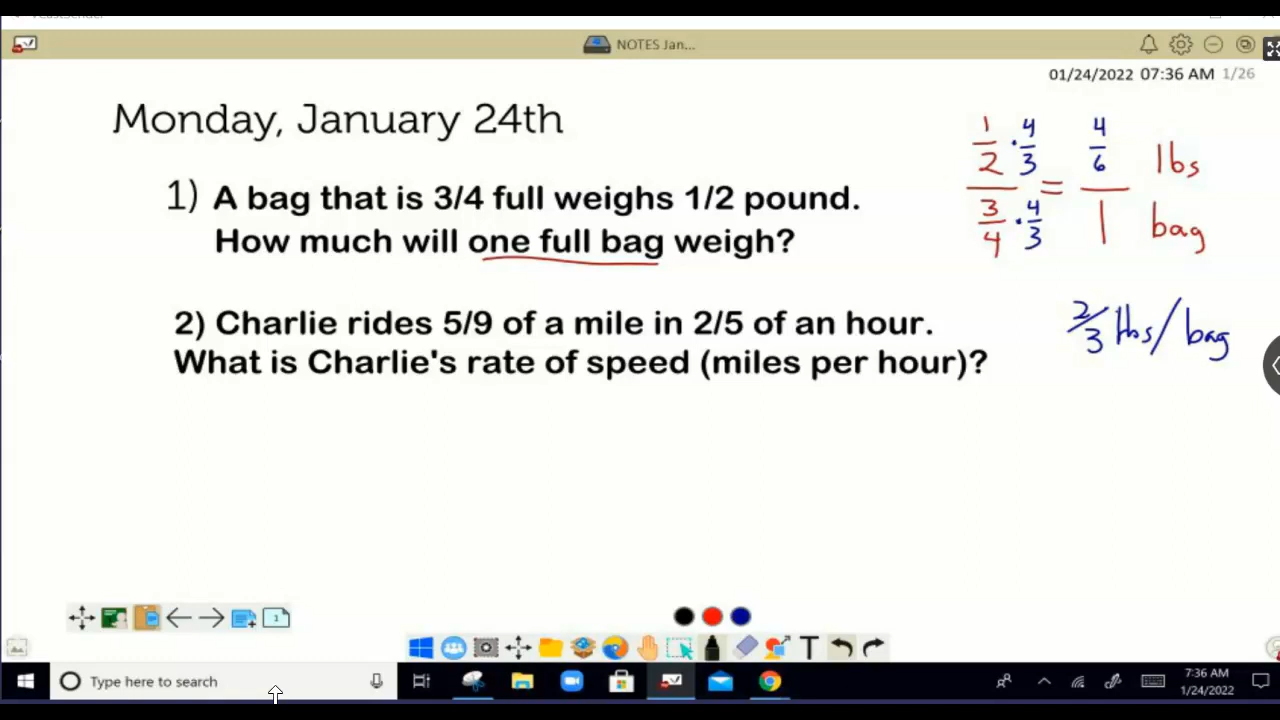 NOTES Jan...
01/24/2022 07:36 AM 1/26
Monday, January 24th
1) A bag that is 3/4 full weighs 1/2 pound.
How much will one full bag weigh?
1/2 · 4/3 = 4/6 lbs
3/4 · 4/3 1 bag
2/3 lbs/bag
2) Charlie rides 5/9 of a mile in 2/5 of an hour.
What is Charlie's rate of speed (miles per hour)?
1
T
Type here to search
7:36 AM
1/24/2022